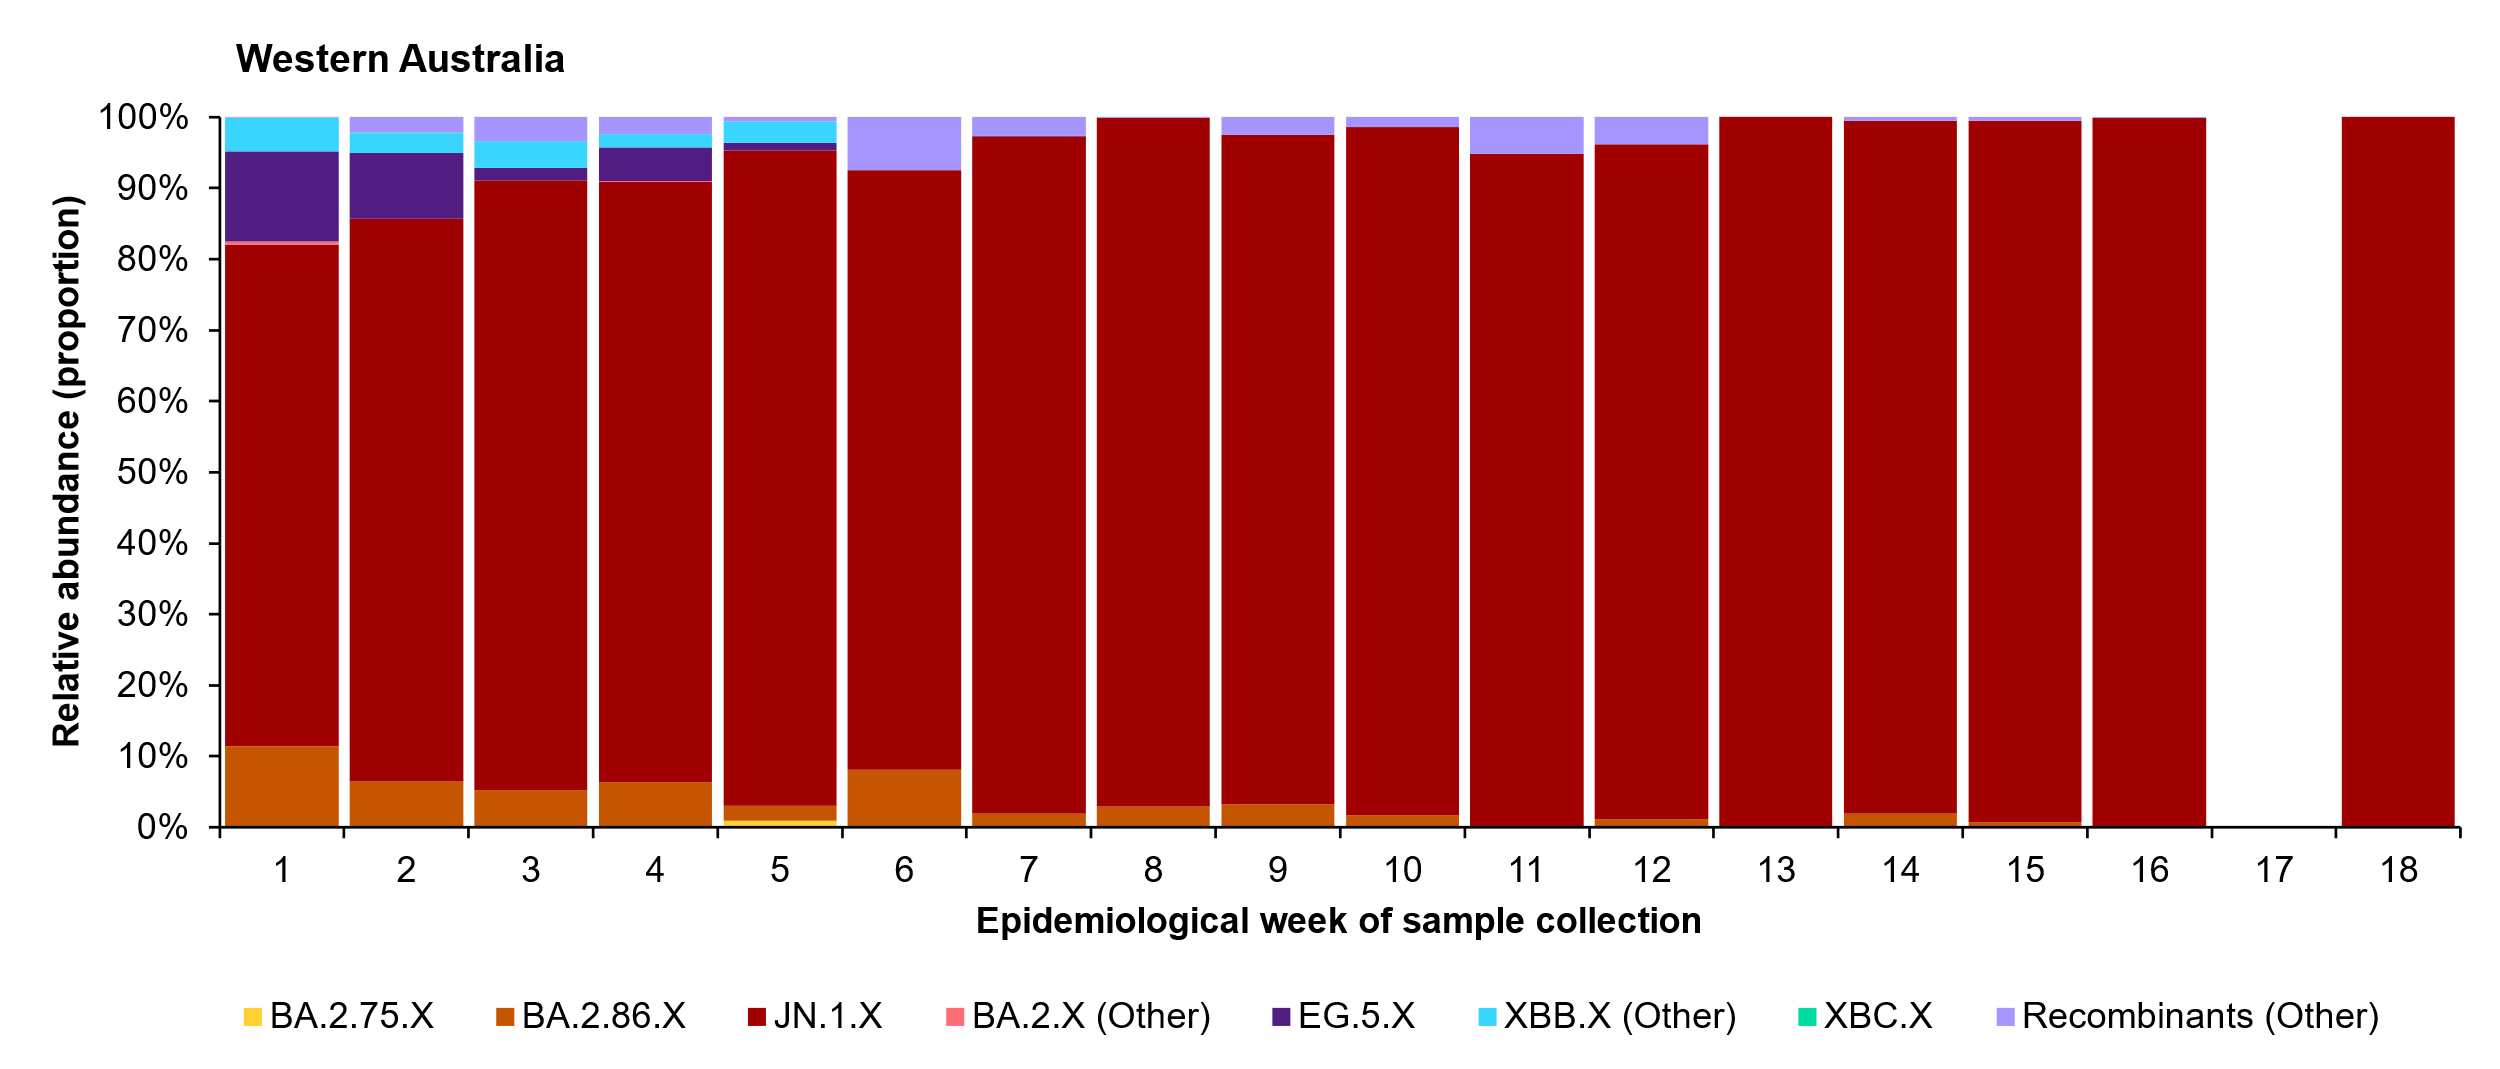 Western Australia
100%
90%
80%
70%
60%
50%
40%
30%
20%
10%
0%
Relative abundance (proportion)
1 2 3 4 5 6 7 8 9 10 11 12 13 14 15 16 17 18
Epidemiological week of sample collection
BA.2.75.X BA.2.86.X JN.1.X BA.2.X (Other) EG.5.X XBB.X (Other) XBC.X Recombinants (Other)